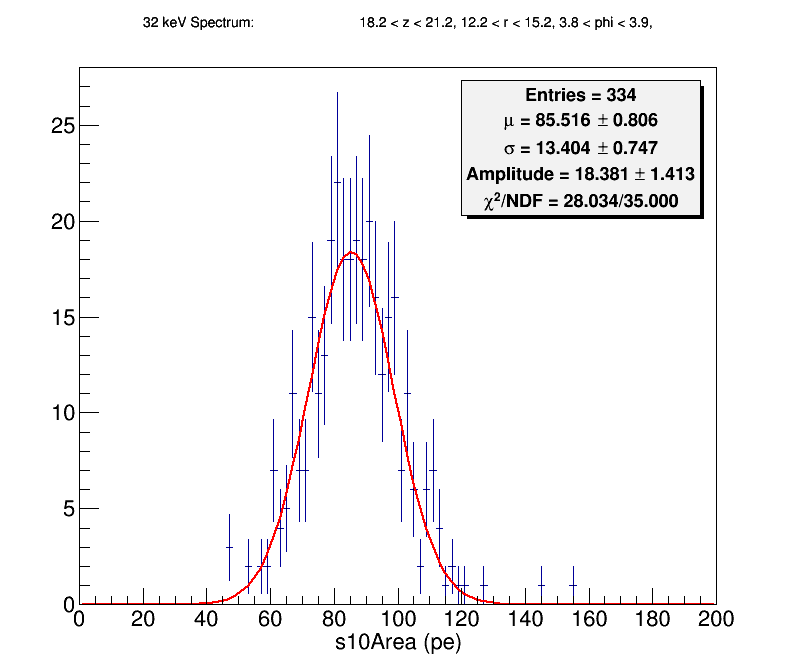 32 keV Spectrum: 18.2 < z < 21.2, 12.2 < r < 15.2, 3.8 < phi < 3.9,
Entries = 334
μ = 85.516 ± 0.806
σ = 13.404 ± 0.747
Amplitude = 18.381 ± 1.413
χ²/NDF = 28.034/35.000
25
20
15
10
5
0
0 20 40 60 80 100 120 140 160 180 200
s10Area (pe)